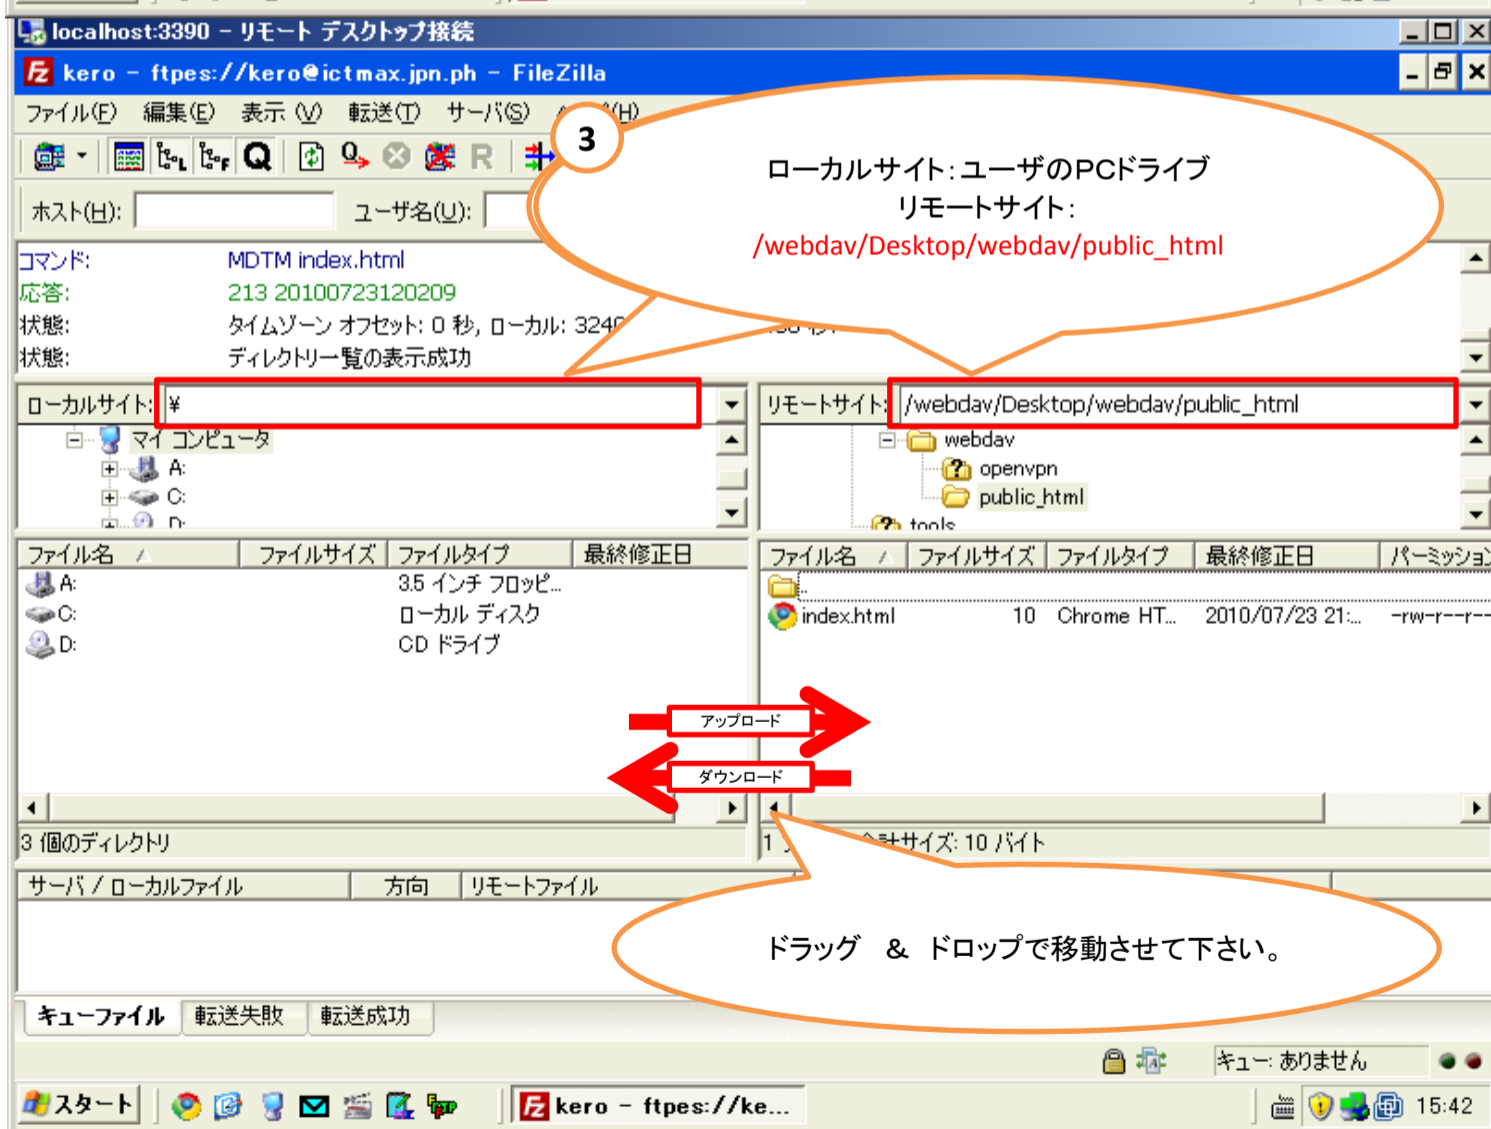 localhost:3390 - リモート デスクトップ接続
kero - ftpes://kero@ictmax.jpn.ph - FileZilla
ファイル(F) 編集(E) 表示 (V) 転送(T) サーバ(S) (H)
3
ローカルサイト:ユーザのPCドライブ
リモートサイト:
/webdav/Desktop/webdav/public_html
ホスト(H): ユーザ名(U):
コマンド: MDTM index.html
応答: 213 20100723120209
状態: タイムゾーン オフセット: 0 秒, ローカル:
状態: ディレクトリ一覧の表示成功
ローカルサイト: ¥
マイ コンピュータ
A:
C:
D:
リモートサイト: /webdav/Desktop/webdav/public_html
webdav
openvpn
public_html
tools
ファイル名 ファイルサイズ ファイルタイプ 最終修正日
A: 3.5 インチ フロッピ...
C: ローカル ディスク
D: CD ドライブ
ファイル名 ファイルサイズ ファイルタイプ 最終修正日 パーミッション
..
index.html 10 Chrome HT... 2010/07/23 21:... -rw-r--r--
アップロード
ダウンロード
3 個のディレクトリ
1 計サイズ: 10 バイト
サーバ / ローカルファイル 方向 リモートファイル
ドラッグ & ドロップで移動させて下さい。
キューファイル 転送失敗 転送成功
キュー: ありません
スタート kero - ftpes://ke... 15:42